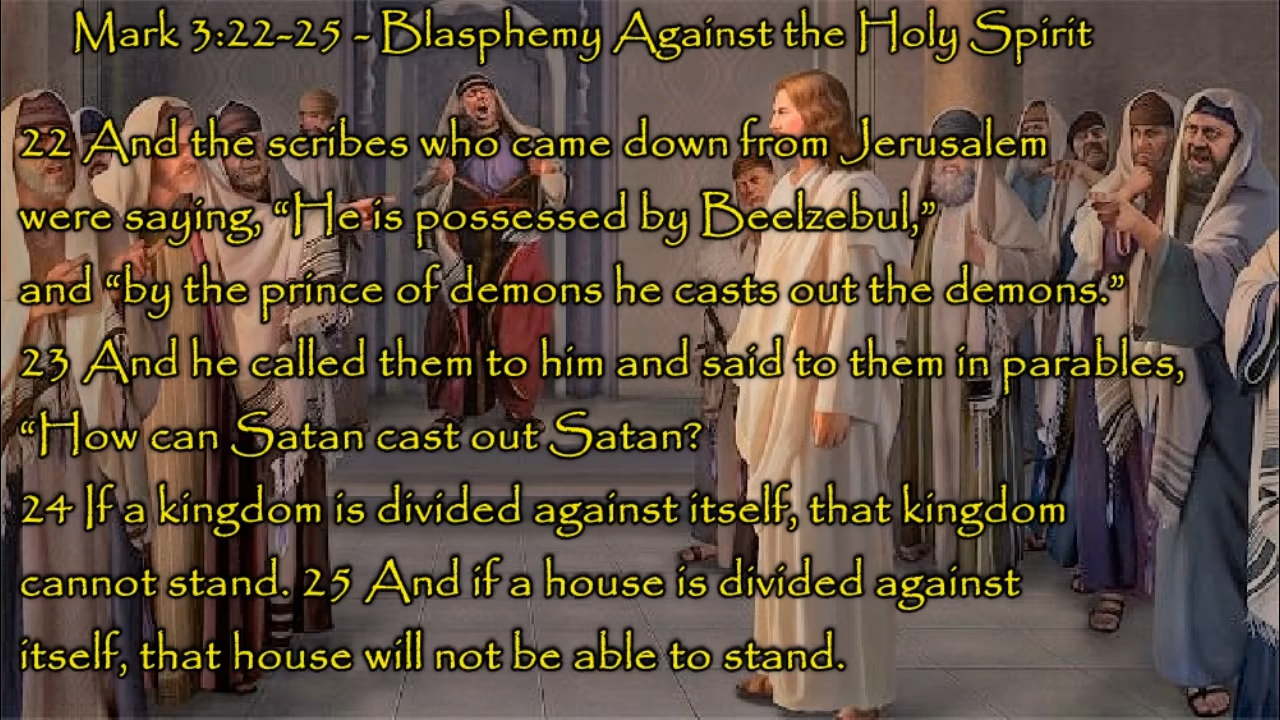 Mark 3:22-25 - Blasphemy Against the Holy Spirit
22 And the scribes who came down from Jerusalem
were saying, “He is possessed by Beelzebul,”
and “by the prince of demons he casts out the demons.”
23 And he called them to him and said to them in parables,
“How can Satan cast out Satan?
24 If a kingdom is divided against itself, that kingdom
cannot stand. 25 And if a house is divided against
itself, that house will not be able to stand.